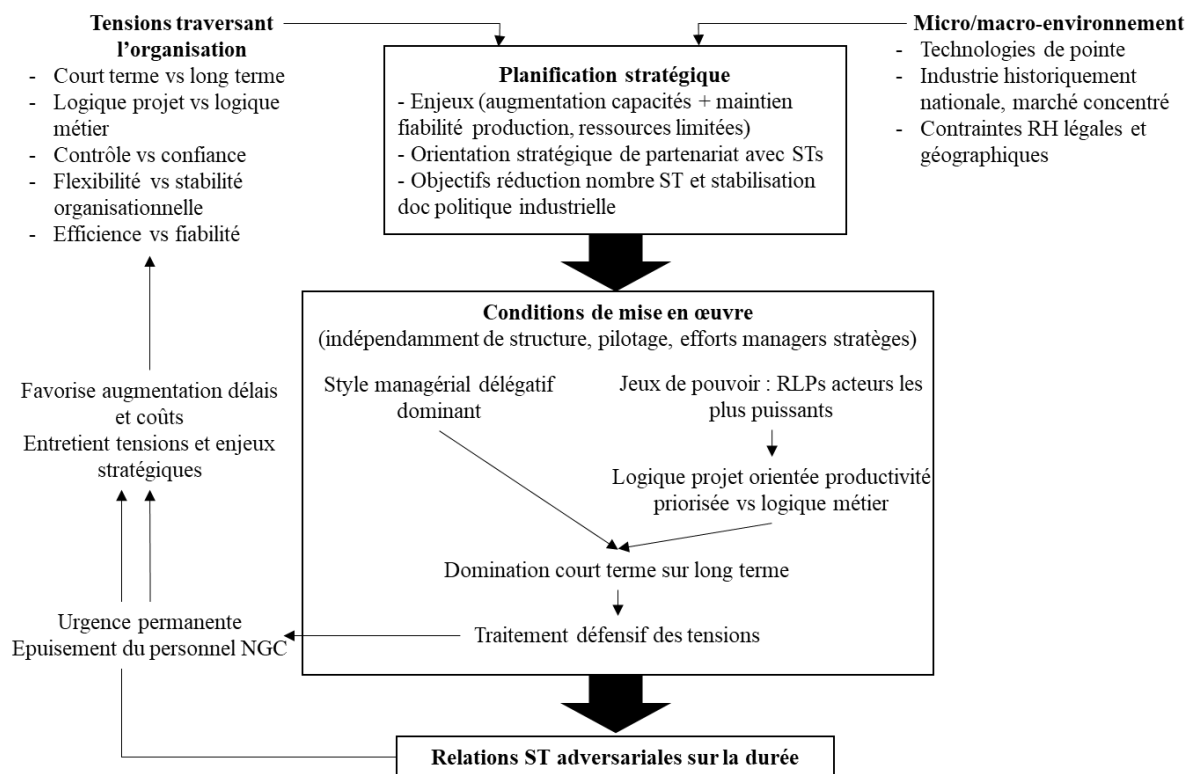 Tensions traversant
l'organisation
- Court terme vs long terme
- Logique projet vs logique
métier
- Contrôle vs confiance
- Flexibilité vs stabilité
organisationnelle
- Efficience vs fiabilité
Micro/macro-environnement
- Technologies de pointe
- Industrie historiquement
nationale, marché concentré
- Contraintes RH légales et
géographiques
Planification stratégique
- Enjeux (augmentation capacités + maintien
fiabilité production, ressources limitées)
- Orientation stratégique de partenariat avec STs
- Objectifs réduction nombre ST et stabilisation
doc politique industrielle
Conditions de mise en œuvre
(indépendamment de structure, pilotage, efforts managers stratèges)
Style managérial délégatif
dominant
Jeux de pouvoir : RLPs acteurs les
plus puissants
Logique projet orientée productivité
priorisée vs logique métier
Domination court terme sur long terme
Traitement défensif des tensions
Favorise augmentation délais
et coûts
Entretient tensions et enjeux
stratégiques
Urgence permanente
Epuisement du personnel NGC
Relations ST adversariales sur la durée